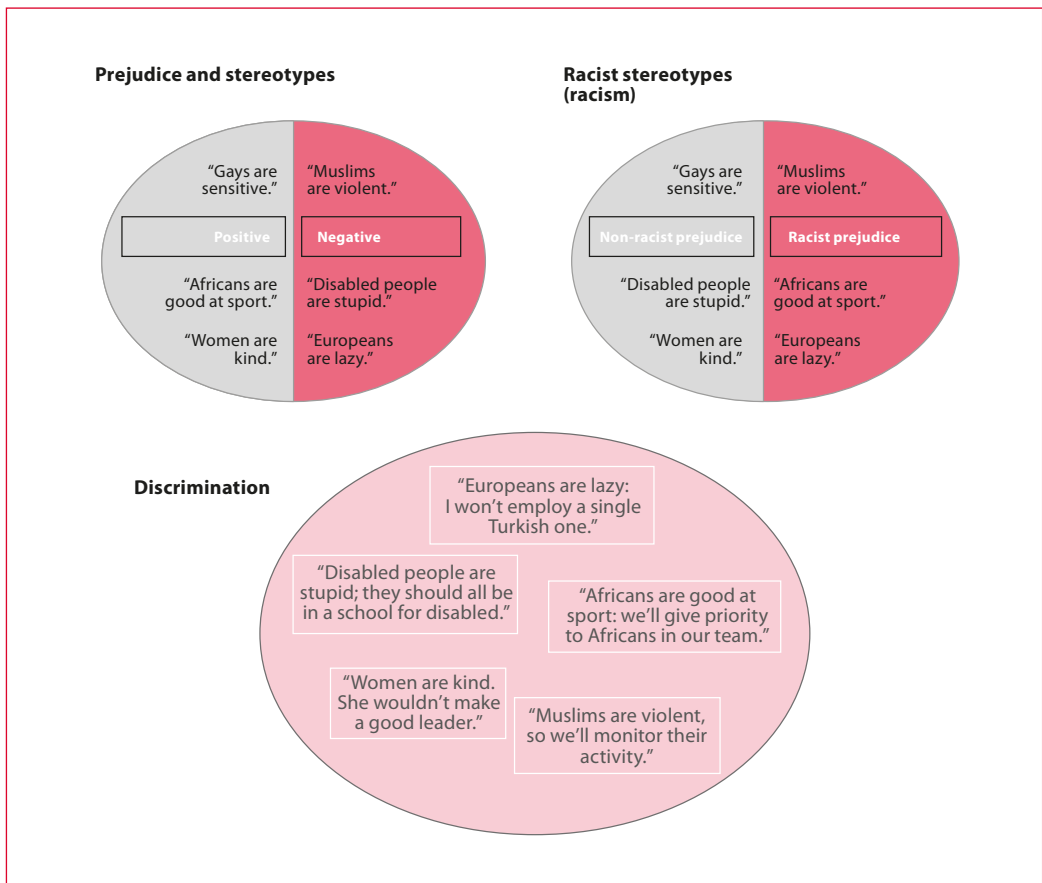 Prejudice and stereotypes
“Gays are
sensitive.”
“Muslims
are violent.”
Positive
Negative
“Africans are
good at sport.”
“Disabled people
are stupid.”
“Women are
kind.”
“Europeans
are lazy.”
Racist stereotypes
(racism)
“Gays are
sensitive.”
“Muslims
are violent.”
Non-racist prejudice
Racist prejudice
“Disabled people
are stupid.”
“Africans are
good at sport.”
“Women are
kind.”
“Europeans
are lazy.”
Discrimination
“Europeans are lazy:
I won’t employ a single
Turkish one.”
“Disabled people are
stupid; they should all be
in a school for disabled.”
“Africans are good at
sport: we’ll give priority
to Africans in our team.”
“Women are kind.
She wouldn’t make
a good leader.”
“Muslims are violent,
so we’ll monitor their
activity.”